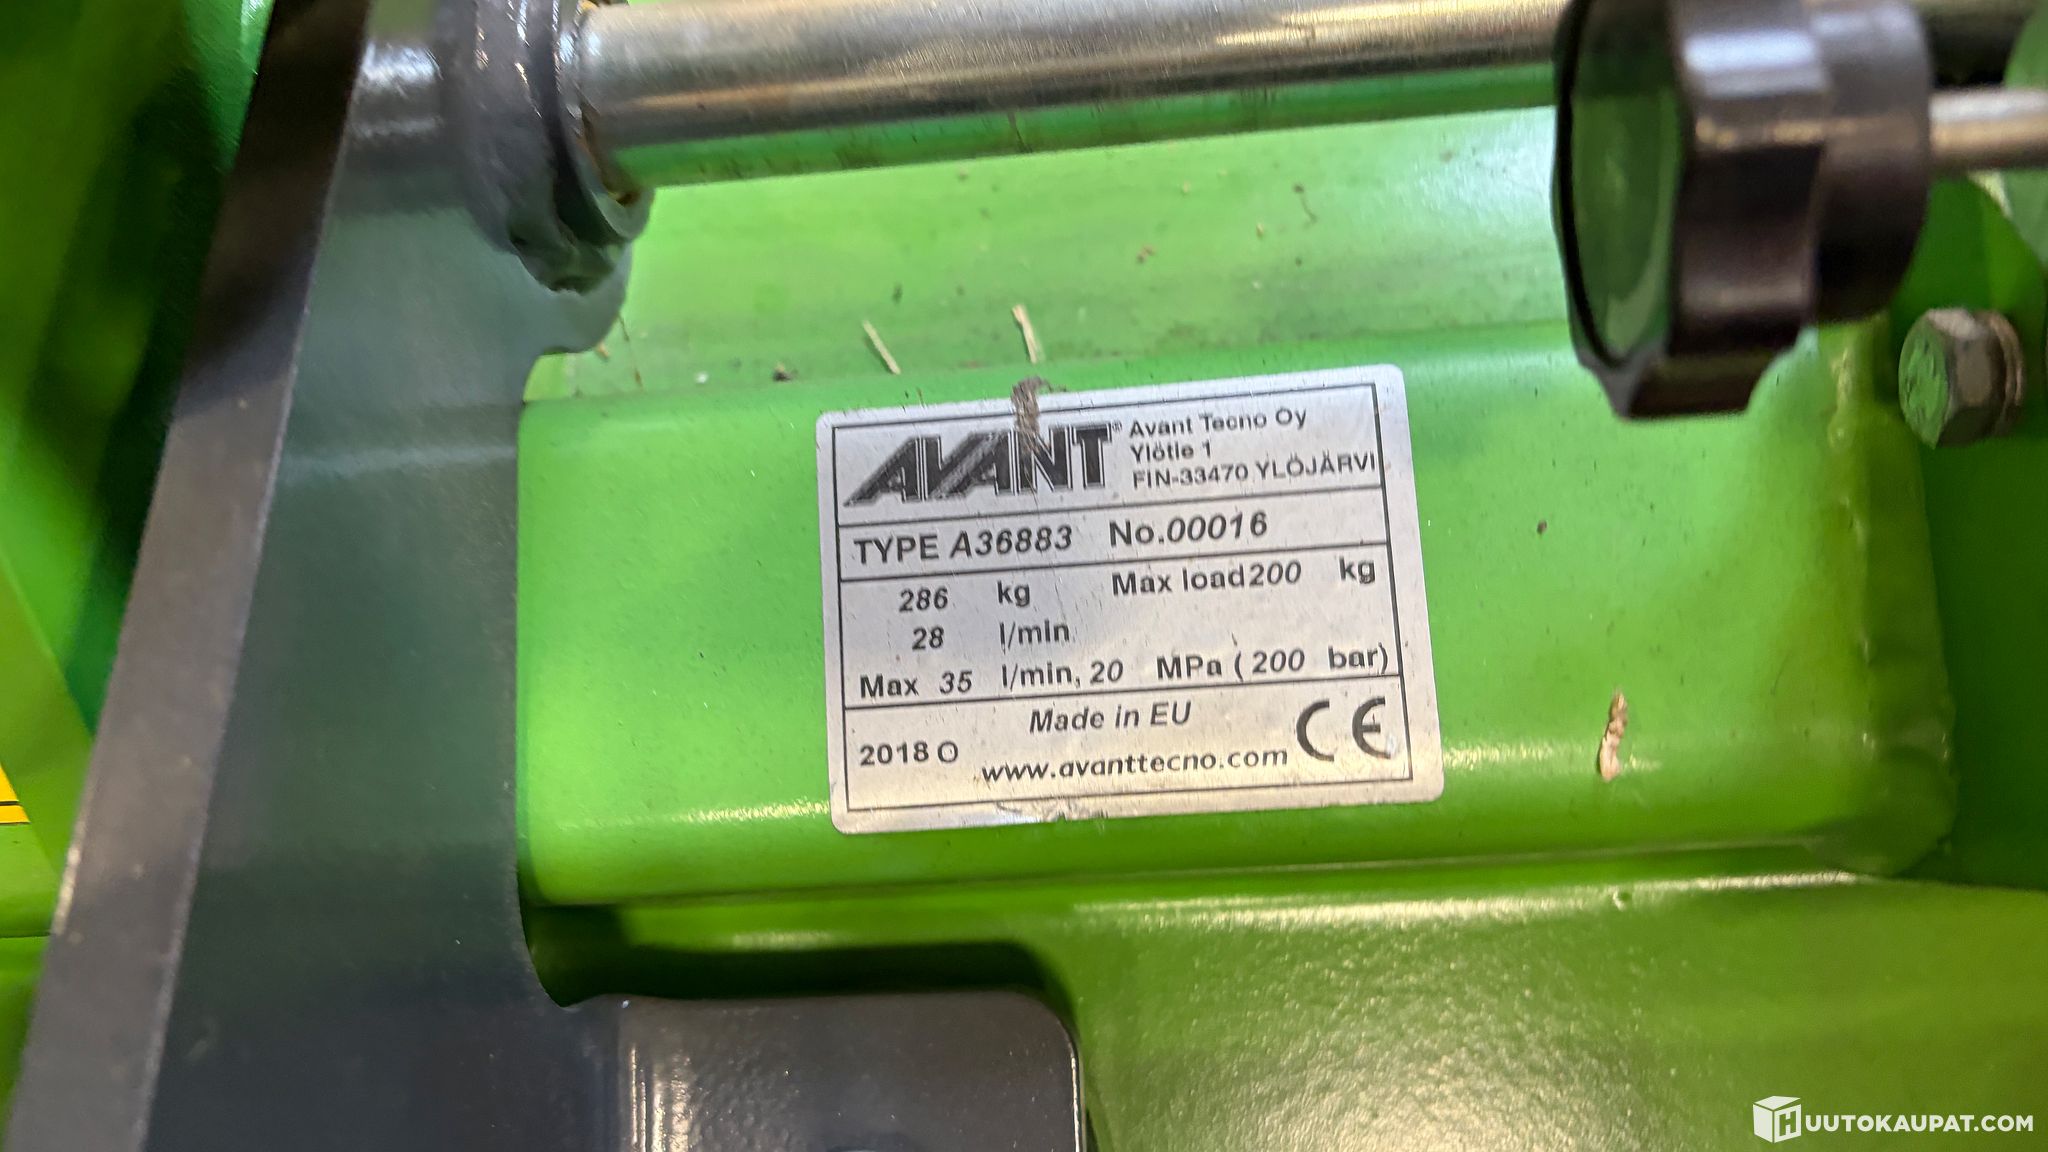 AVANT® Avant Tecno Oy
Ylötie 1
FIN-33470 YLÖJÄRVI
TYPE A36883 No.00016
286 kg Max load 200 kg
28 l/min
Max 35 l/min, 20 MPa (200 bar)
Made in EU
2018 O www.avanttecno.com CE
HUUTOKAUPAT.COM